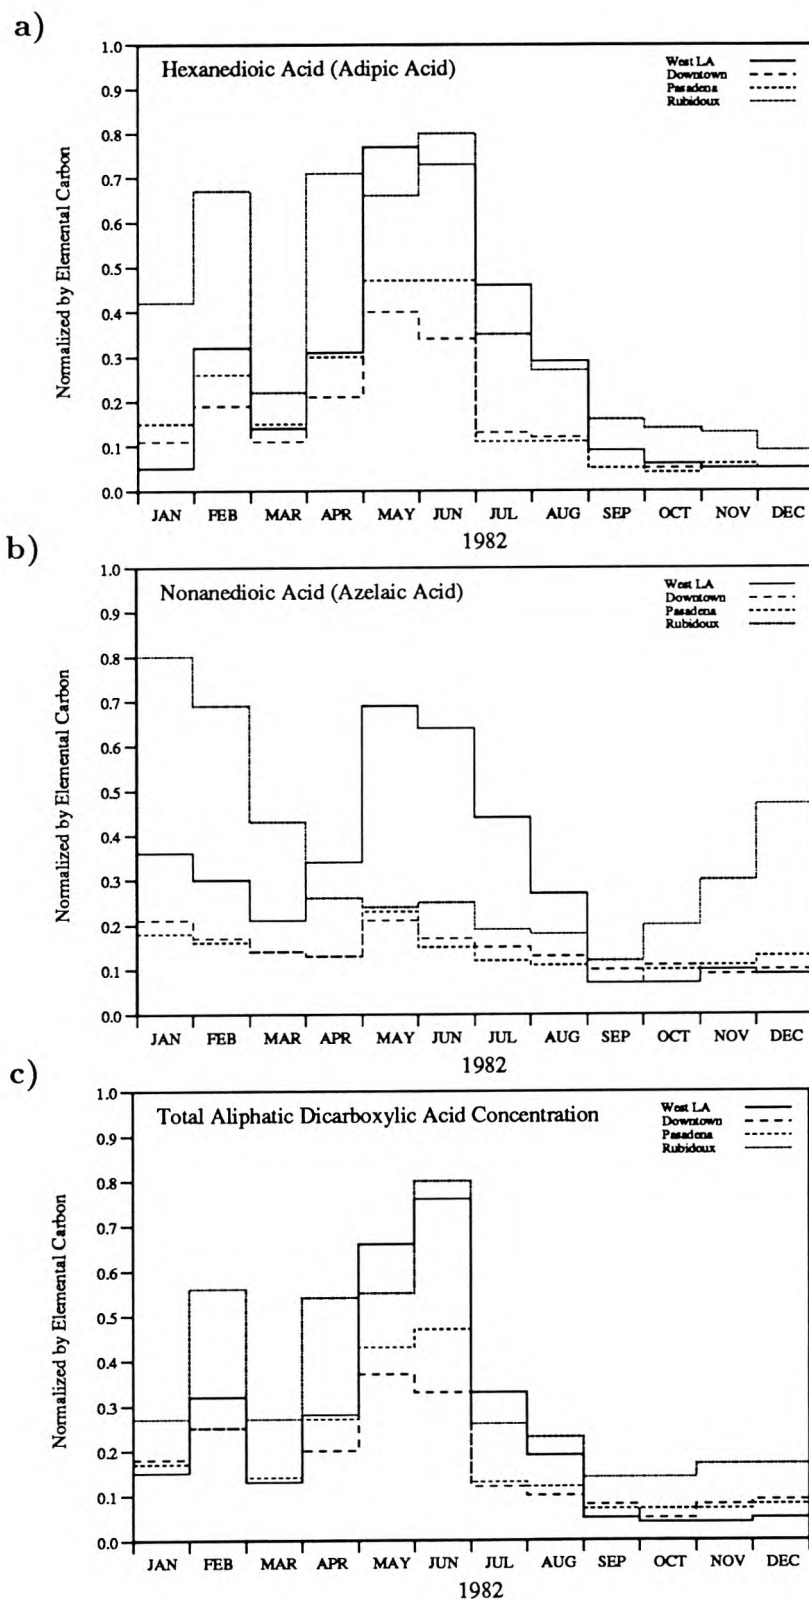 a)
1.0
Hexanedioic Acid (Adipic Acid)
West LA
Downtown
Pasadena
Rubidoux
0.9
0.8
0.7
0.6
0.5
0.4
0.3
0.2
0.1
0.0
Normalized by Elemental Carbon
JAN FEB MAR APR MAY JUN JUL AUG SEP OCT NOV DEC
1982
b)
1.0
Nonanedioic Acid (Azelaic Acid)
West LA
Downtown
Pasadena
Rubidoux
0.9
0.8
0.7
0.6
0.5
0.4
0.3
0.2
0.1
0.0
Normalized by Elemental Carbon
JAN FEB MAR APR MAY JUN JUL AUG SEP OCT NOV DEC
1982
c)
1.0
Total Aliphatic Dicarboxylic Acid Concentration
West LA
Downtown
Pasadena
Rubidoux
0.9
0.8
0.7
0.6
0.5
0.4
0.3
0.2
0.1
0.0
Normalized by Elemental Carbon
JAN FEB MAR APR MAY JUN JUL AUG SEP OCT NOV DEC
1982